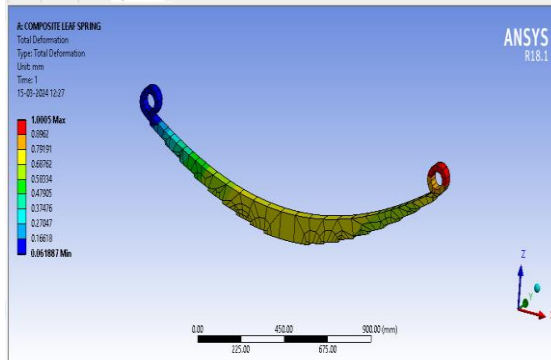 A: COMPOSITE LEAF SPRING
Total Deformation
Type: Total Deformation
Unit: mm
Time: 1
15-03-2024 12:27
ANSYS
R18.1
1.0005 Max
0.8962
0.79191
0.68762
0.58334
0.47905
0.37476
0.27047
0.16618
0.061887 Min
Z
Y
0.00 450.00 900.00 (mm)
225.00 675.00